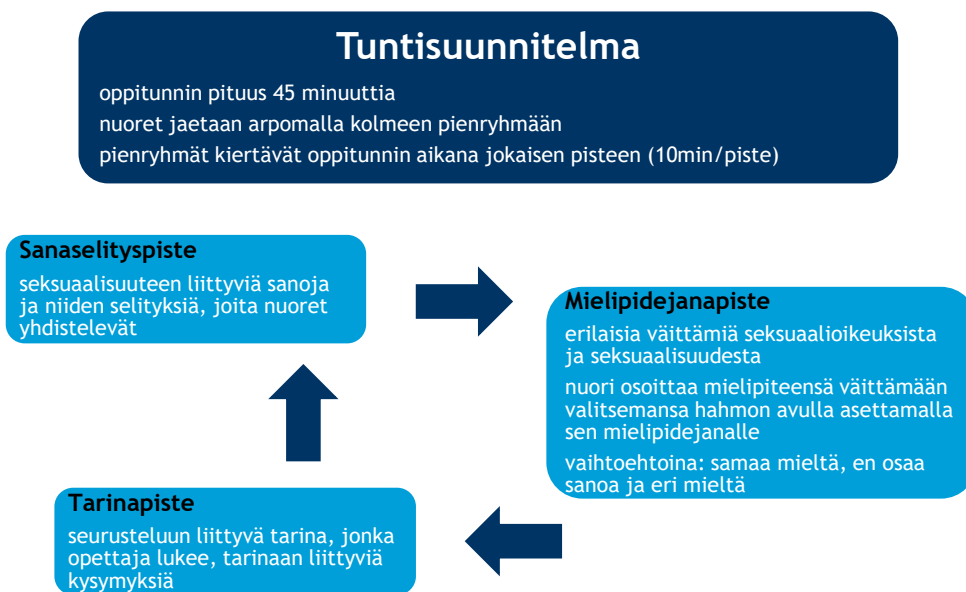 Tuntisuunnitelma
oppitunnin pituus 45 minuuttia
nuoret jaetaan arpomalla kolmeen pienryhmään
pienryhmät kiertävät oppitunnin aikana jokaisen pisteen (10min/piste)
Sanaselityspiste
seksuaalisuuteen liittyviä sanoja
ja niiden selityksiä, joita nuoret
yhdistelevät
Mielipidejanapiste
erilaisia väittämiä seksuaalioikeuksista
ja seksuaalisuudesta
nuori osoittaa mielipiteensä väittämään
valitsemansa hahmon avulla asettamalla
sen mielipidejanalle
vaihtoehtoina: samaa mieltä, en osaa
sanoa ja eri mieltä
Tarinapiste
seurusteluun liittyvä tarina, jonka
opettaja lukee, tarinaan liittyviä
kysymyksiä